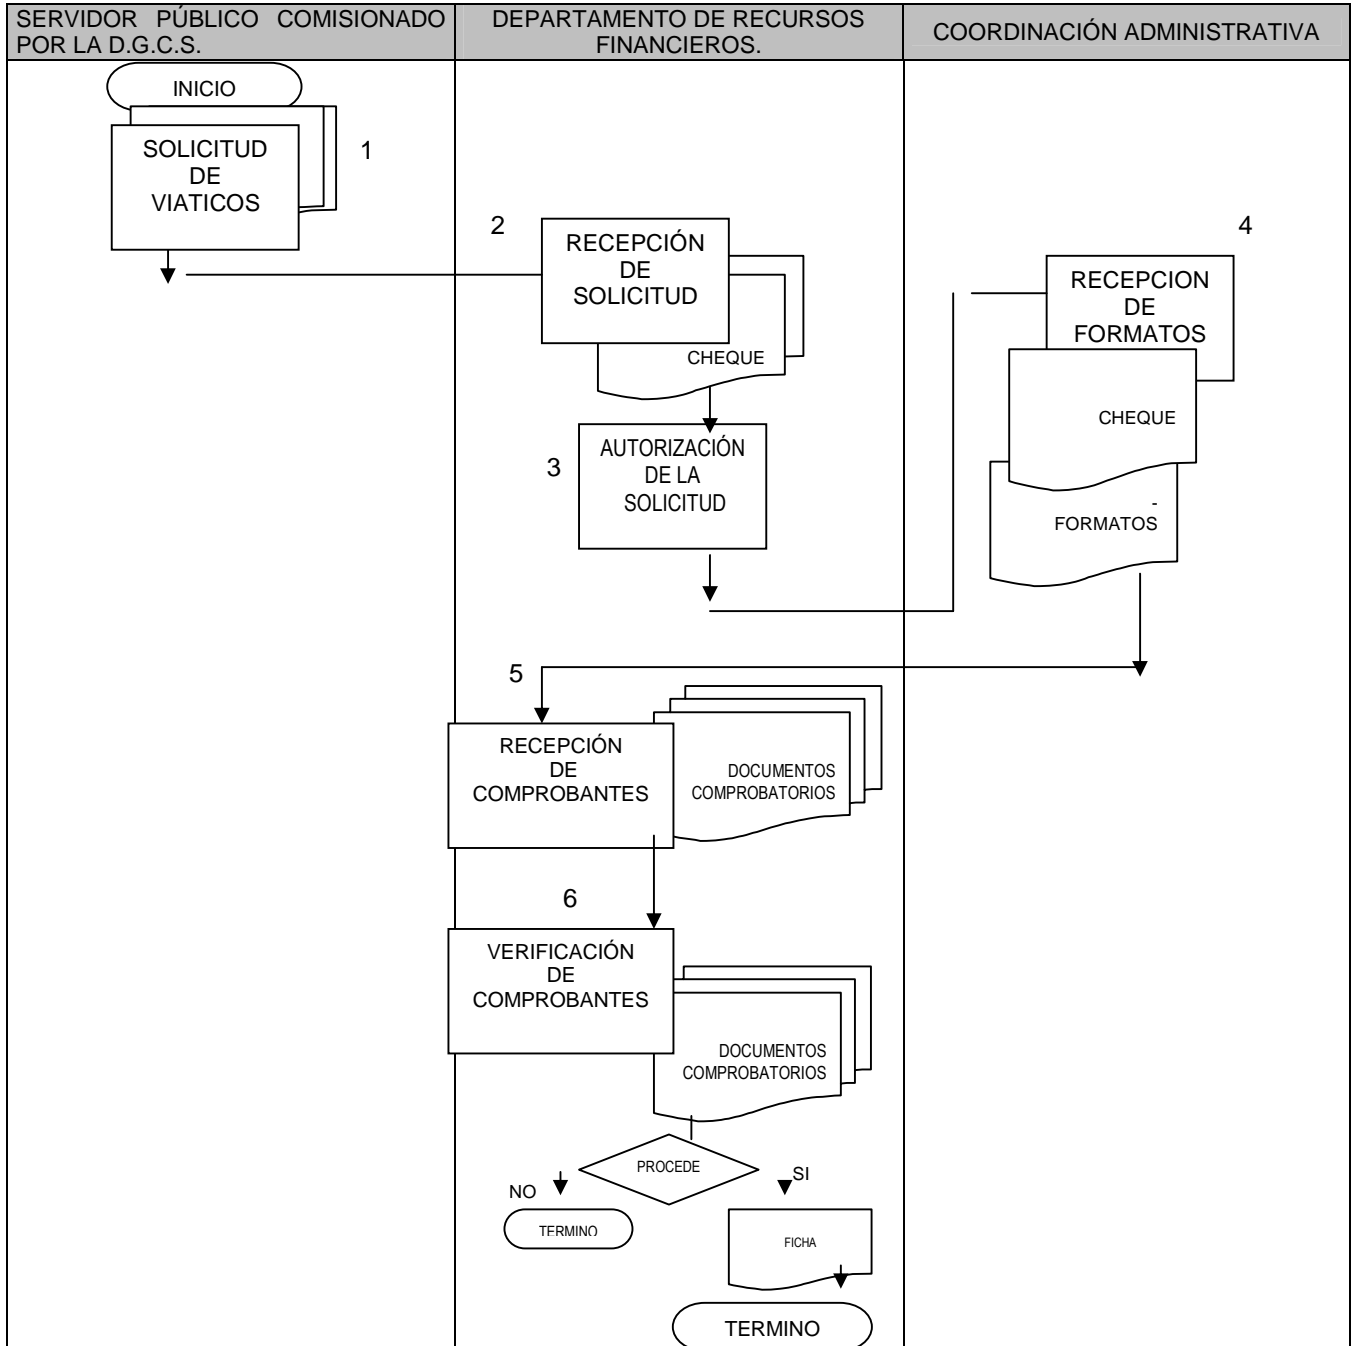 SERVIDOR PÚBLICO COMISIONADO
POR LA D.G.C.S.
DEPARTAMENTO DE RECURSOS
FINANCIEROS.
COORDINACIÓN ADMINISTRATIVA
INICIO
SOLICITUD
DE
VIATICOS
1
2
RECEPCIÓN
DE
SOLICITUD
CHEQUE
3
AUTORIZACIÓN
DE LA
SOLICITUD
4
RECEPCION
DE
FORMATOS
CHEQUE
-
FORMATOS
5
RECEPCIÓN
DE
COMPROBANTES
DOCUMENTOS
COMPROBATORIOS
6
VERIFICACIÓN
DE
COMPROBANTES
DOCUMENTOS
COMPROBATORIOS
PROCEDE
NO
SI
TERMINO
FICHA
TERMINO